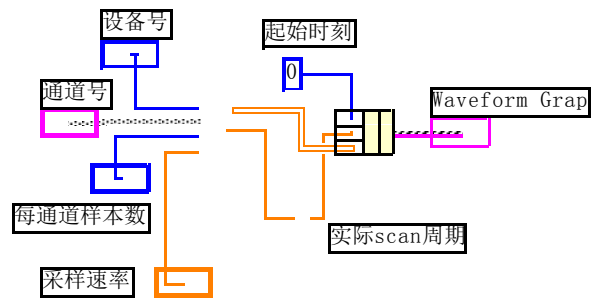 设备号
起始时刻
0
通道号
Waveform Grap
每通道样本数
实际scan周期
采样速率